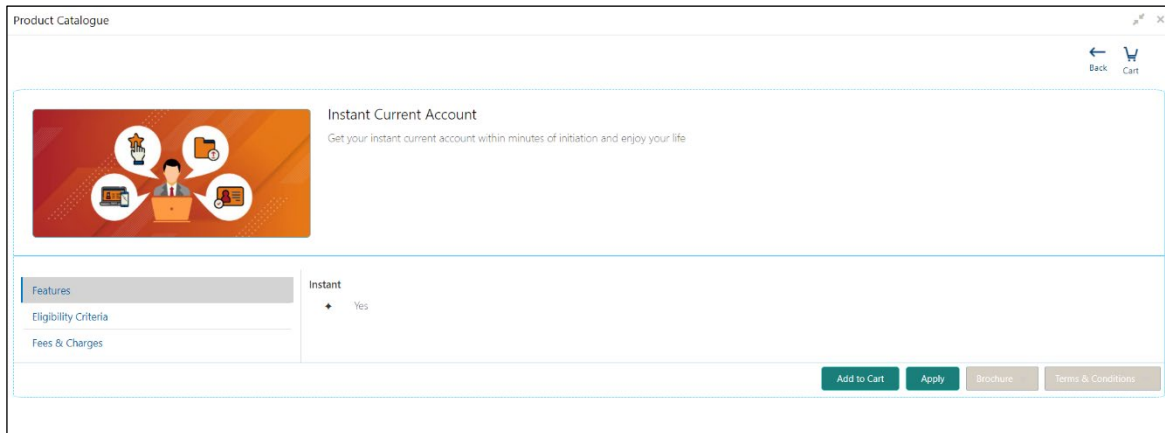 Product Catalogue
Back
Cart
Instant Current Account
Get your instant current account within minutes of initiation and enjoy your life
Features
Eligibility Criteria
Fees & Charges
Instant
Yes
Add to Cart
Apply
Brochure
Terms & Conditions